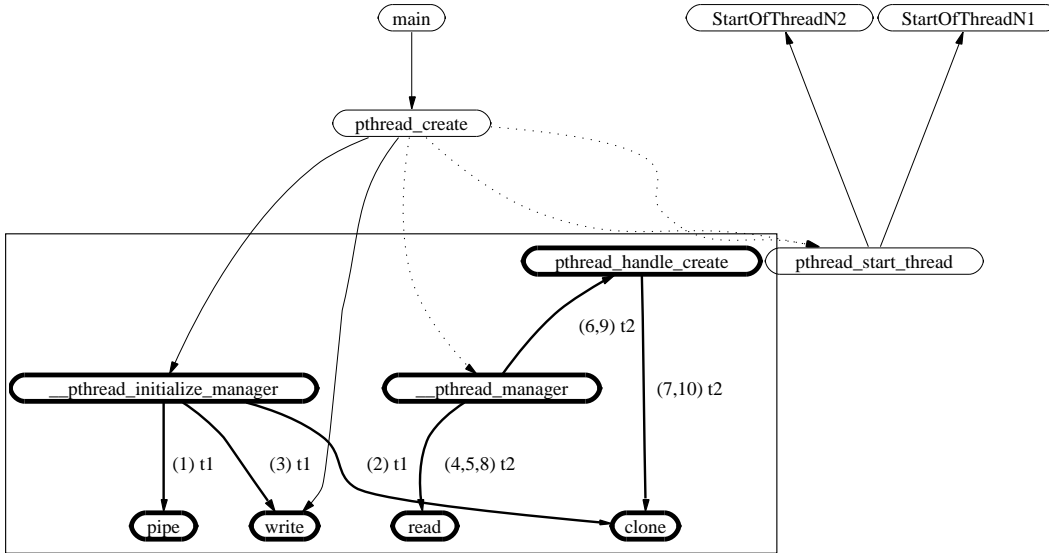 main
StartOfThreadN2
StartOfThreadN1
pthread_create
pthread_handle_create
pthread_start_thread
(6,9) t2
__pthread_initialize_manager
__pthread_manager
(7,10) t2
(1) t1
(3) t1
(2) t1
(4,5,8) t2
pipe
write
read
clone